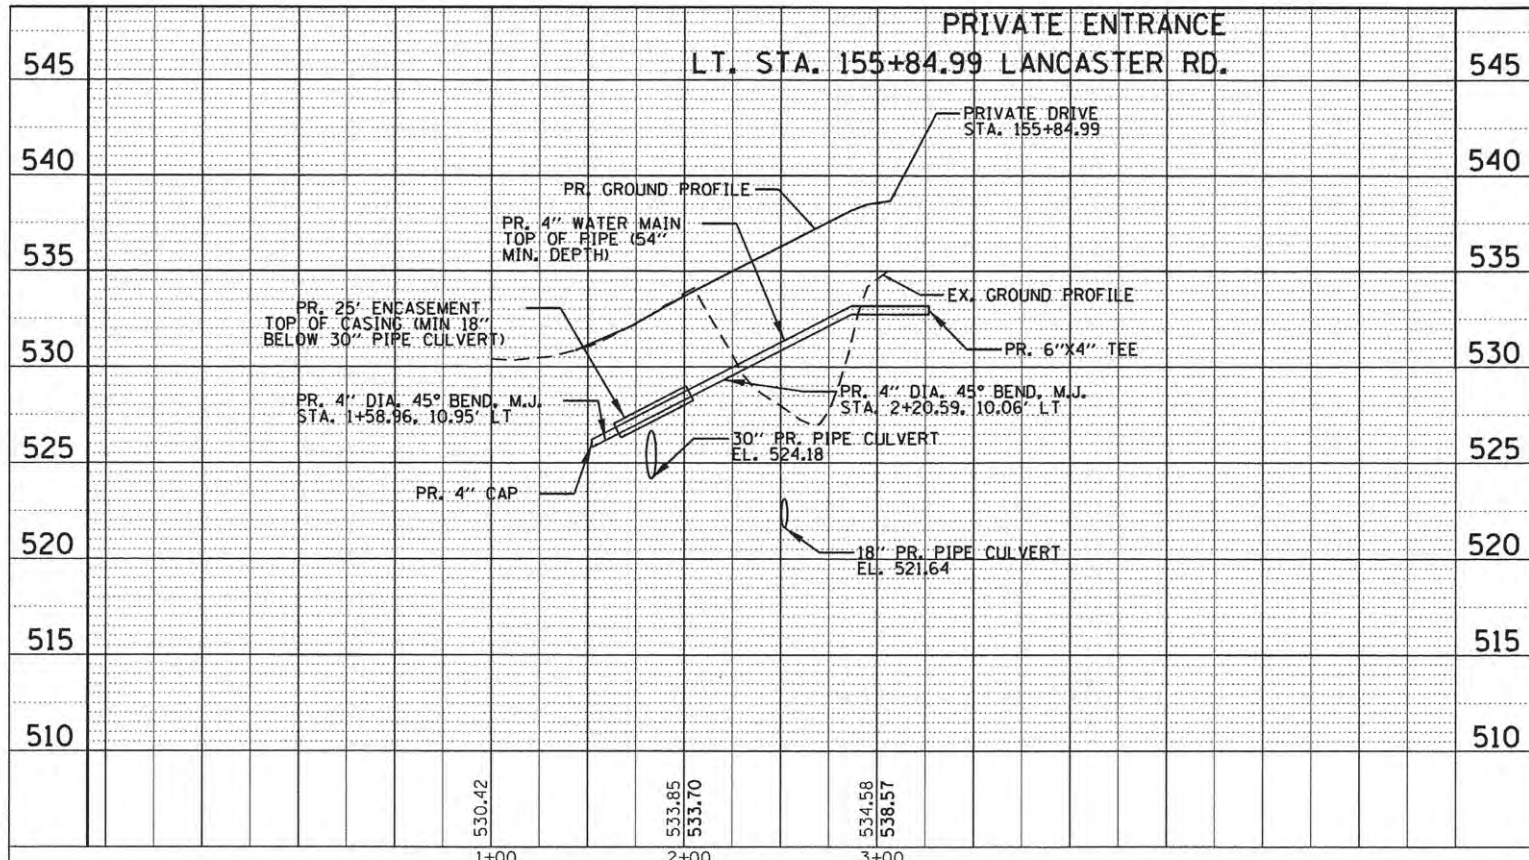 PRIVATE ENTRANCE
LT. STA. 155+84.99 LANCASTER RD.
545
545
PRIVATE DRIVE
STA. 155+84.99
540
540
PR. GROUND PROFILE
PR. 4'' WATER MAIN
TOP OF PIPE (54''
MIN. DEPTH)
535
535
EX. GROUND PROFILE
PR. 25' ENCASEMENT
TOP OF CASING (MIN 18''
BELOW 30'' PIPE CULVERT)
530
530
PR. 6''X4'' TEE
PR. 4'' DIA. 45° BEND, M.J.
STA. 1+58.96, 10.95' LT
PR. 4'' DIA. 45° BEND, M.J.
STA. 2+20.59, 10.06' LT
30'' PR. PIPE CULVERT
EL. 524.18
525
525
PR. 4'' CAP
520
520
18'' PR. PIPE CULVERT
EL. 521.64
515
515
510
510
530.42
533.85
533.70
534.58
538.57
1+00
2+00
3+00